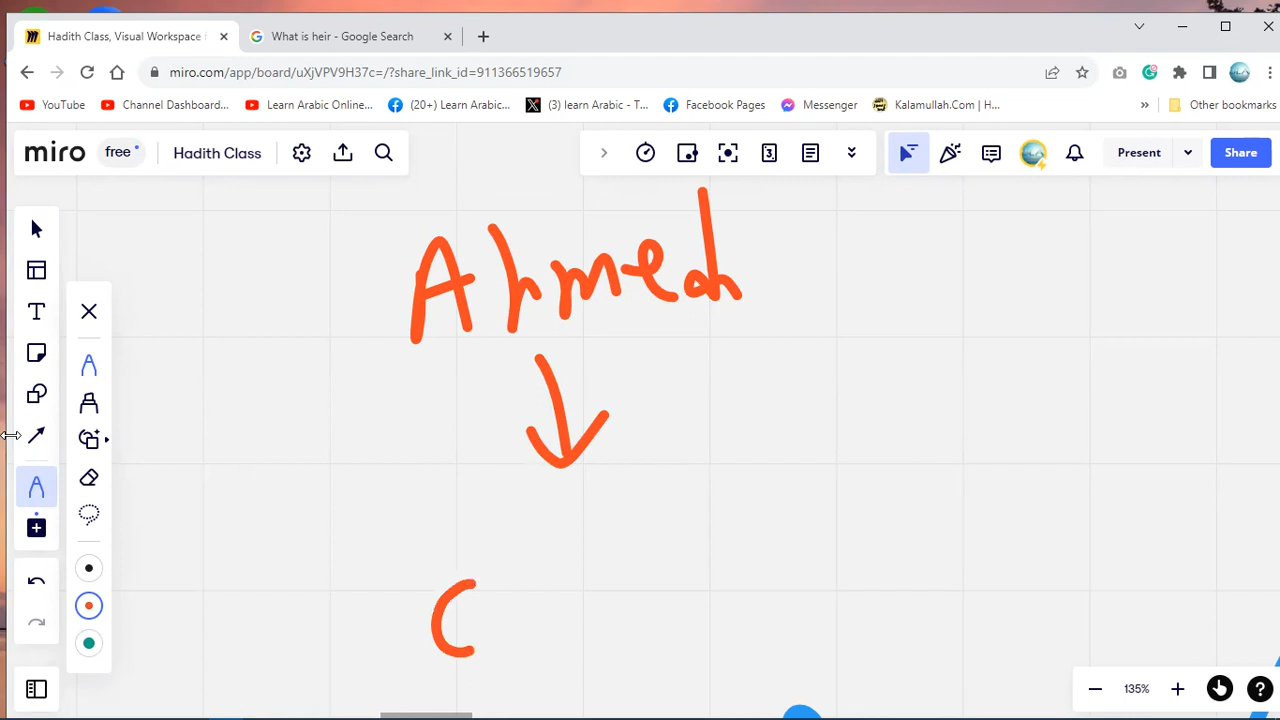 Hadith Class, Visual Workspace f
What is heir - Google Search
miro.com/app/board/uXjVPV9H37c=/?share_link_id=911366519657
YouTube
Channel Dashboard...
Learn Arabic Online...
(20+) Learn Arabic...
(3) learn Arabic - T...
Facebook Pages
Messenger
Kalamullah.Com | H...
»
Other bookmarks
miro
free
Hadith Class
3
Present
Share
Ahmed
C
135%
?